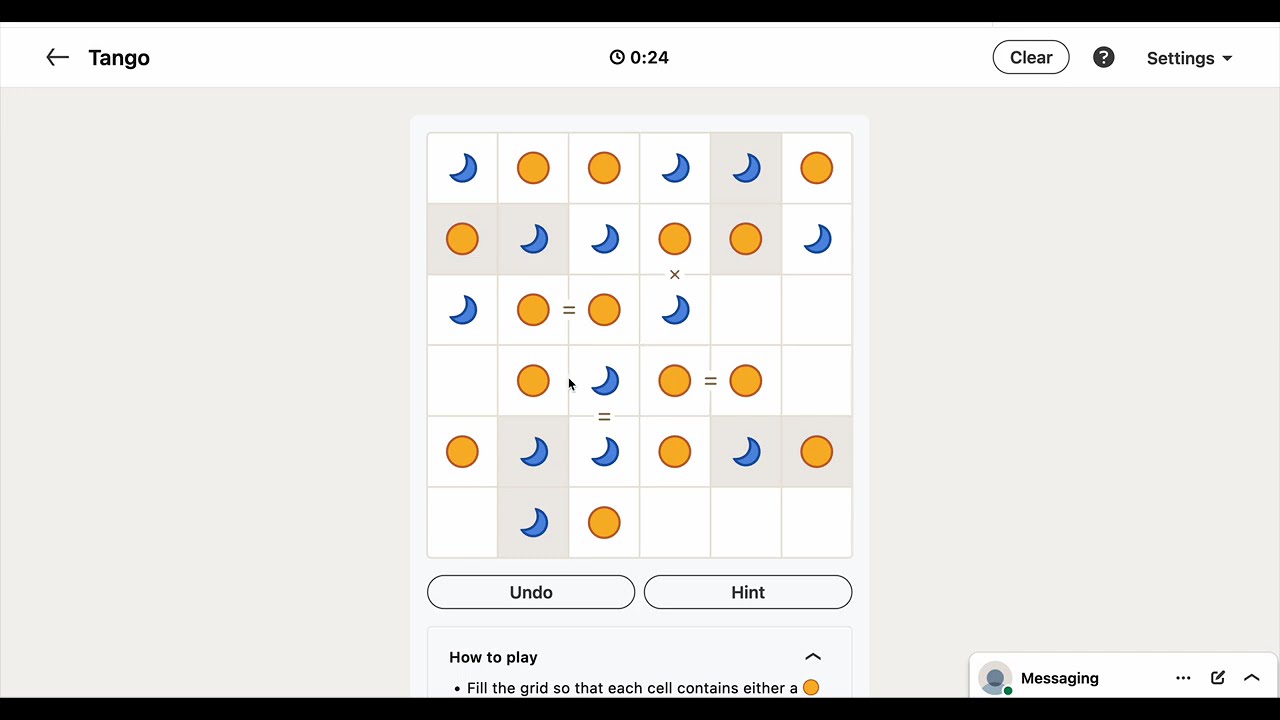 Tango
0:24
Clear
?
Settings
×
=
=
=
Undo
Hint
How to play
• Fill the grid so that each cell contains either a
Messaging